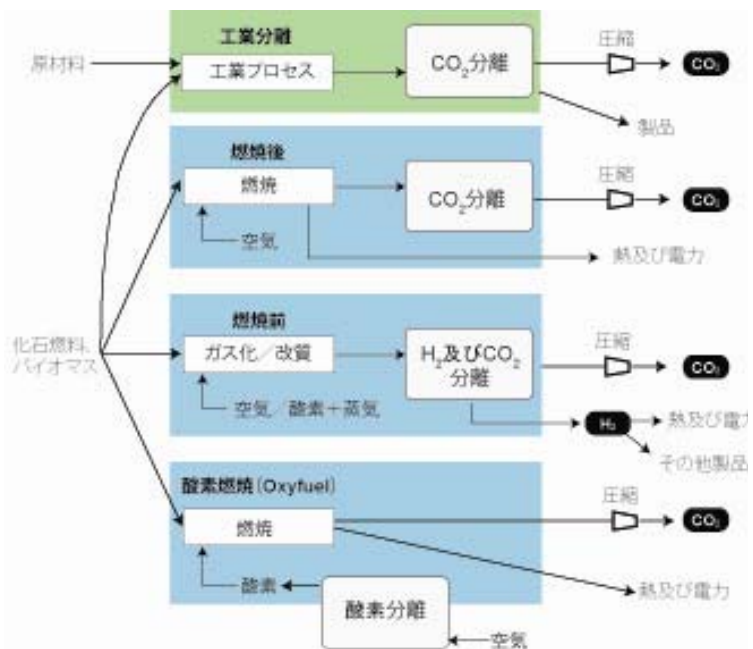 工業分離
原材料
工業プロセス
CO₂分離
圧縮
CO₂
製品
燃焼後
燃焼
CO₂分離
圧縮
CO₂
空気
熱及び電力
燃焼前
化石燃料、
バイオマス
ガス化／改質
H₂及びCO₂
分離
圧縮
CO₂
空気／酸素＋蒸気
H₂
熱及び電力
その他製品
酸素燃焼(Oxyfuel)
燃焼
圧縮
CO₂
酸素
酸素分離
熱及び電力
空気